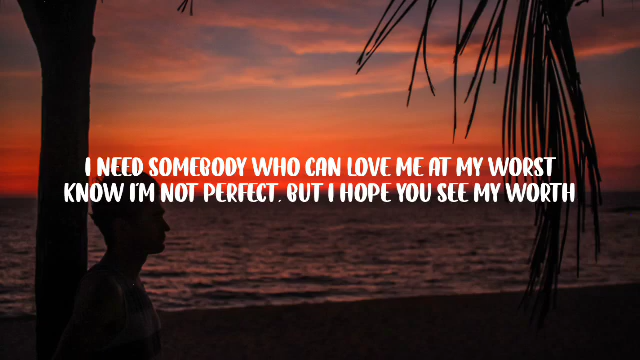 I NEED SOMEBODY WHO CAN LOVE ME AT MY WORST
KNOW I'M NOT PERFECT, BUT I HOPE YOU SEE MY WORTH